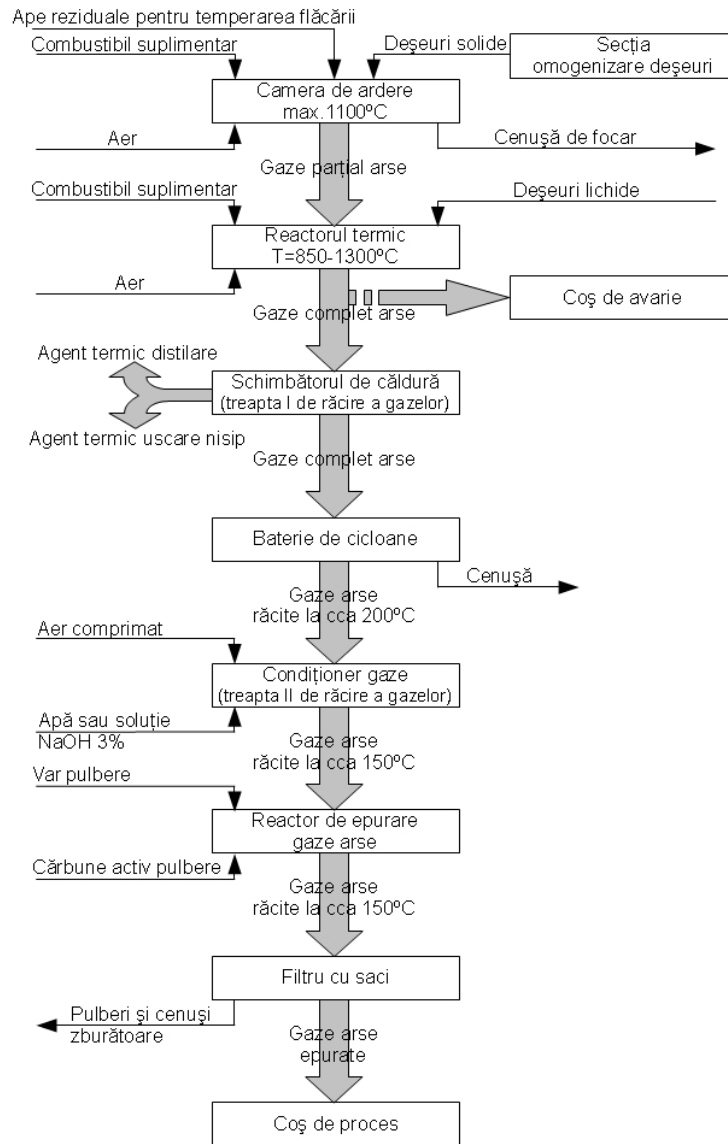 Ape reziduale pentru temperarea flăcării
Combustibil suplimentar
Deşeuri solide
Secţia
omogenizare deşeuri
Camera de ardere
max.1100ºC
Aer
Cenuşă de focar
Gaze parţial arse
Combustibil suplimentar
Deşeuri lichide
Reactorul termic
T=850-1300ºC
Aer
Gaze complet arse
Coş de avarie
Agent termic distilare
Schimbătorul de căldură
(treapta I de răcire a gazelor)
Agent termic uscare nisip
Gaze complet arse
Baterie de cicloane
Cenuşă
Gaze arse
răcite la cca 200ºC
Aer comprimat
Condiţioner gaze
(treapta II de răcire a gazelor)
Apă sau soluţie
NaOH 3%
Gaze arse
răcite la cca 150ºC
Var pulbere
Reactor de epurare
gaze arse
Cărbune activ pulbere
Gaze arse
răcite la cca 150ºC
Filtru cu saci
Pulberi şi cenuşi
zburătoare
Gaze arse
epurate
Coş de proces